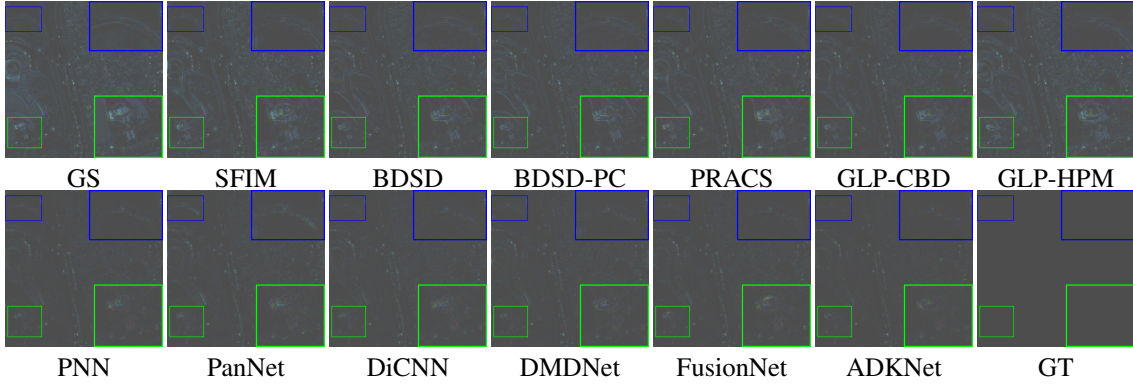 GS SFIM BDSD BDSD-PC PRACS GLP-CBD GLP-HPM
PNN PanNet DiCNN DMDNet FusionNet ADKNet GT